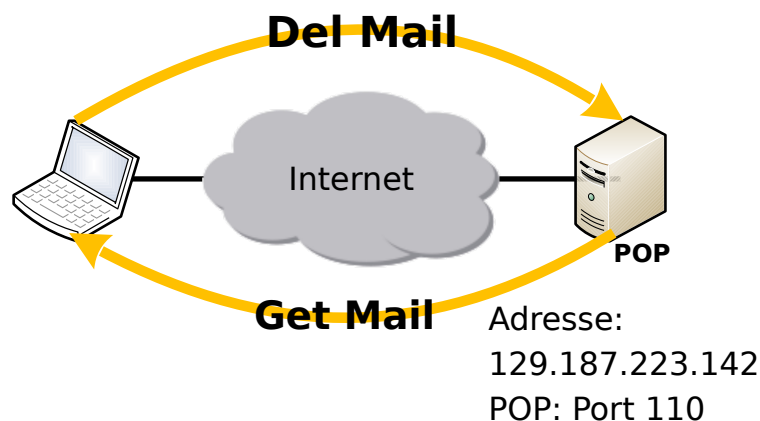 Del Mail
Internet
POP
Get Mail
Adresse:
129.187.223.142
POP: Port 110